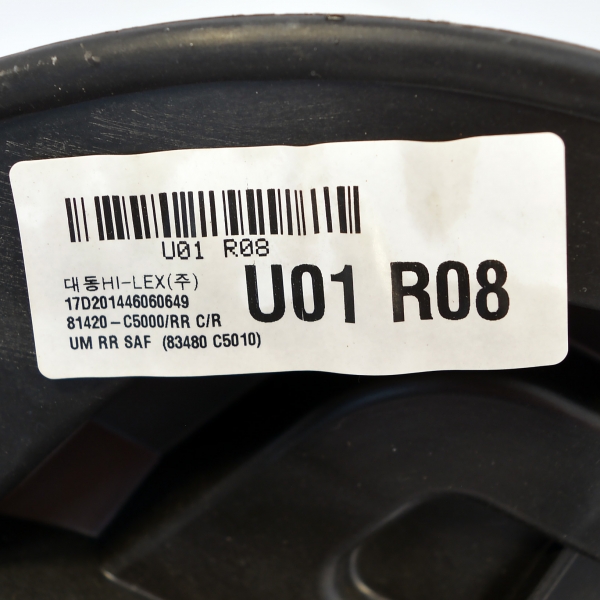 U01 R08
대동HI-LEX(주)
17D201446060649
81420-C5000/RR C/R
UM RR SAF (83480 C5010)
U01 R08